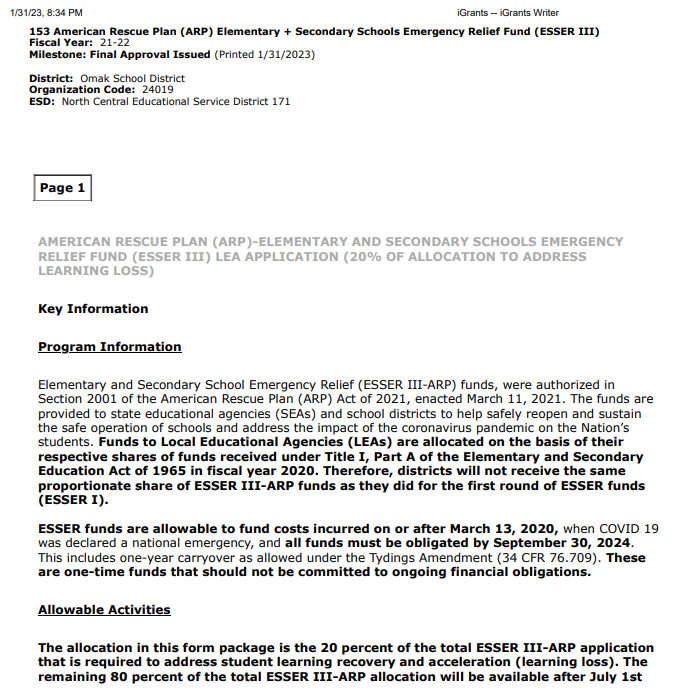 1/31/23, 8:34 PM iGrants -- iGrants Writer
153 American Rescue Plan (ARP) Elementary + Secondary Schools Emergency Relief Fund (ESSER III)
Fiscal Year: 21-22
Milestone: Final Approval Issued (Printed 1/31/2023)
District: Omak School District
Organization Code: 24019
ESD: North Central Educational Service District 171
Page 1
AMERICAN RESCUE PLAN (ARP)-ELEMENTARY AND SECONDARY SCHOOLS EMERGENCY
RELIEF FUND (ESSER III) LEA APPLICATION (20% OF ALLOCATION TO ADDRESS
LEARNING LOSS)
Key Information
Program Information
Elementary and Secondary School Emergency Relief (ESSER III-ARP) funds, were authorized in
Section 2001 of the American Rescue Plan (ARP) Act of 2021, enacted March 11, 2021. The funds are
provided to state educational agencies (SEAs) and school districts to help safely reopen and sustain
the safe operation of schools and address the impact of the coronavirus pandemic on the Nation's
students. Funds to Local Educational Agencies (LEAs) are allocated on the basis of their
respective shares of funds received under Title I, Part A of the Elementary and Secondary
Education Act of 1965 in fiscal year 2020. Therefore, districts will not receive the same
proportionate share of ESSER III-ARP funds as they did for the first round of ESSER funds
(ESSER I).
ESSER funds are allowable to fund costs incurred on or after March 13, 2020, when COVID 19
was declared a national emergency, and all funds must be obligated by September 30, 2024.
This includes one-year carryover as allowed under the Tydings Amendment (34 CFR 76.709). These
are one-time funds that should not be committed to ongoing financial obligations.
Allowable Activities
The allocation in this form package is the 20 percent of the total ESSER III-ARP application
that is required to address student learning recovery and acceleration (learning loss). The
remaining 80 percent of the total ESSER III-ARP allocation will be available after July 1st